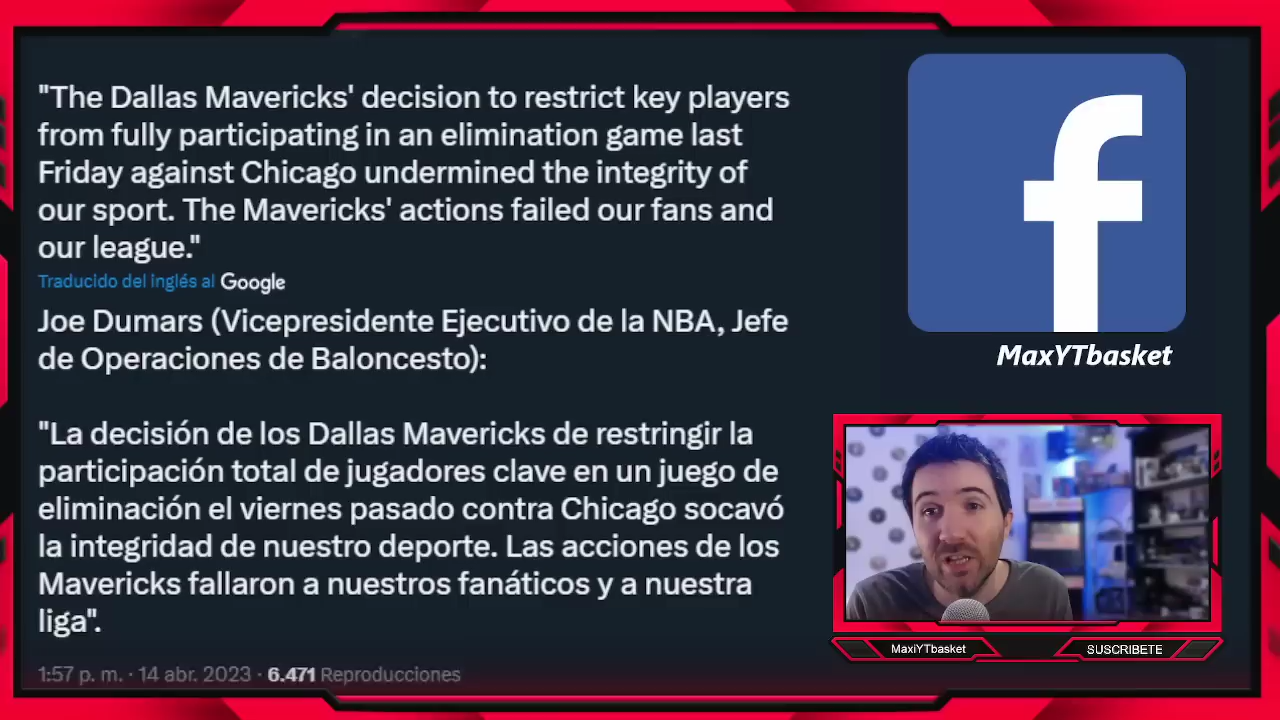 "The Dallas Mavericks' decision to restrict key players
from fully participating in an elimination game last
Friday against Chicago undermined the integrity of
our sport. The Mavericks' actions failed our fans and
our league."
Traducido del inglés al Google
Joe Dumars (Vicepresidente Ejecutivo de la NBA, Jefe
de Operaciones de Baloncesto):
"La decisión de los Dallas Mavericks de restringir la
participación total de jugadores clave en un juego de
eliminación el viernes pasado contra Chicago socavó
la integridad de nuestro deporte. Las acciones de los
Mavericks fallaron a nuestros fanáticos y a nuestra
liga".
1:57 p. m. · 14 abr. 2023 · 6.471 Reproducciones
f
MaxYTbasket
MaxiYTbasket
SUSCRIBETE